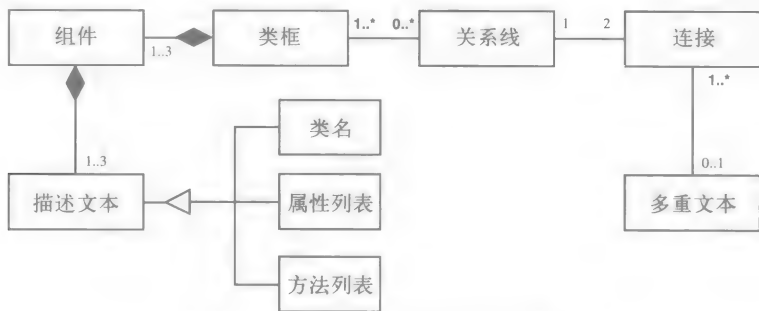 组件
1..3
类框
1..*
0..*
关系线
1
2
连接
1..*
0..1
多重文本
1..3
描述文本
类名
属性列表
方法列表